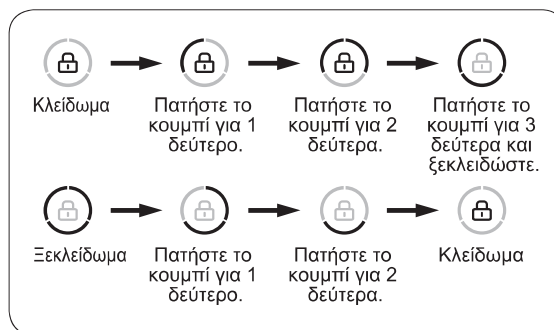 Κλείδωμα
Πατήστε το
κουμπί για 1
δεύτερο.
Πατήστε το
κουμπί για 2
δεύτερα.
Πατήστε το
κουμπί για 3
δεύτερα και
ξεκλειδώστε.
Ξεκλείδωμα
Πατήστε το
κουμπί για 1
δεύτερο.
Πατήστε το
κουμπί για 2
δεύτερα.
Κλείδωμα